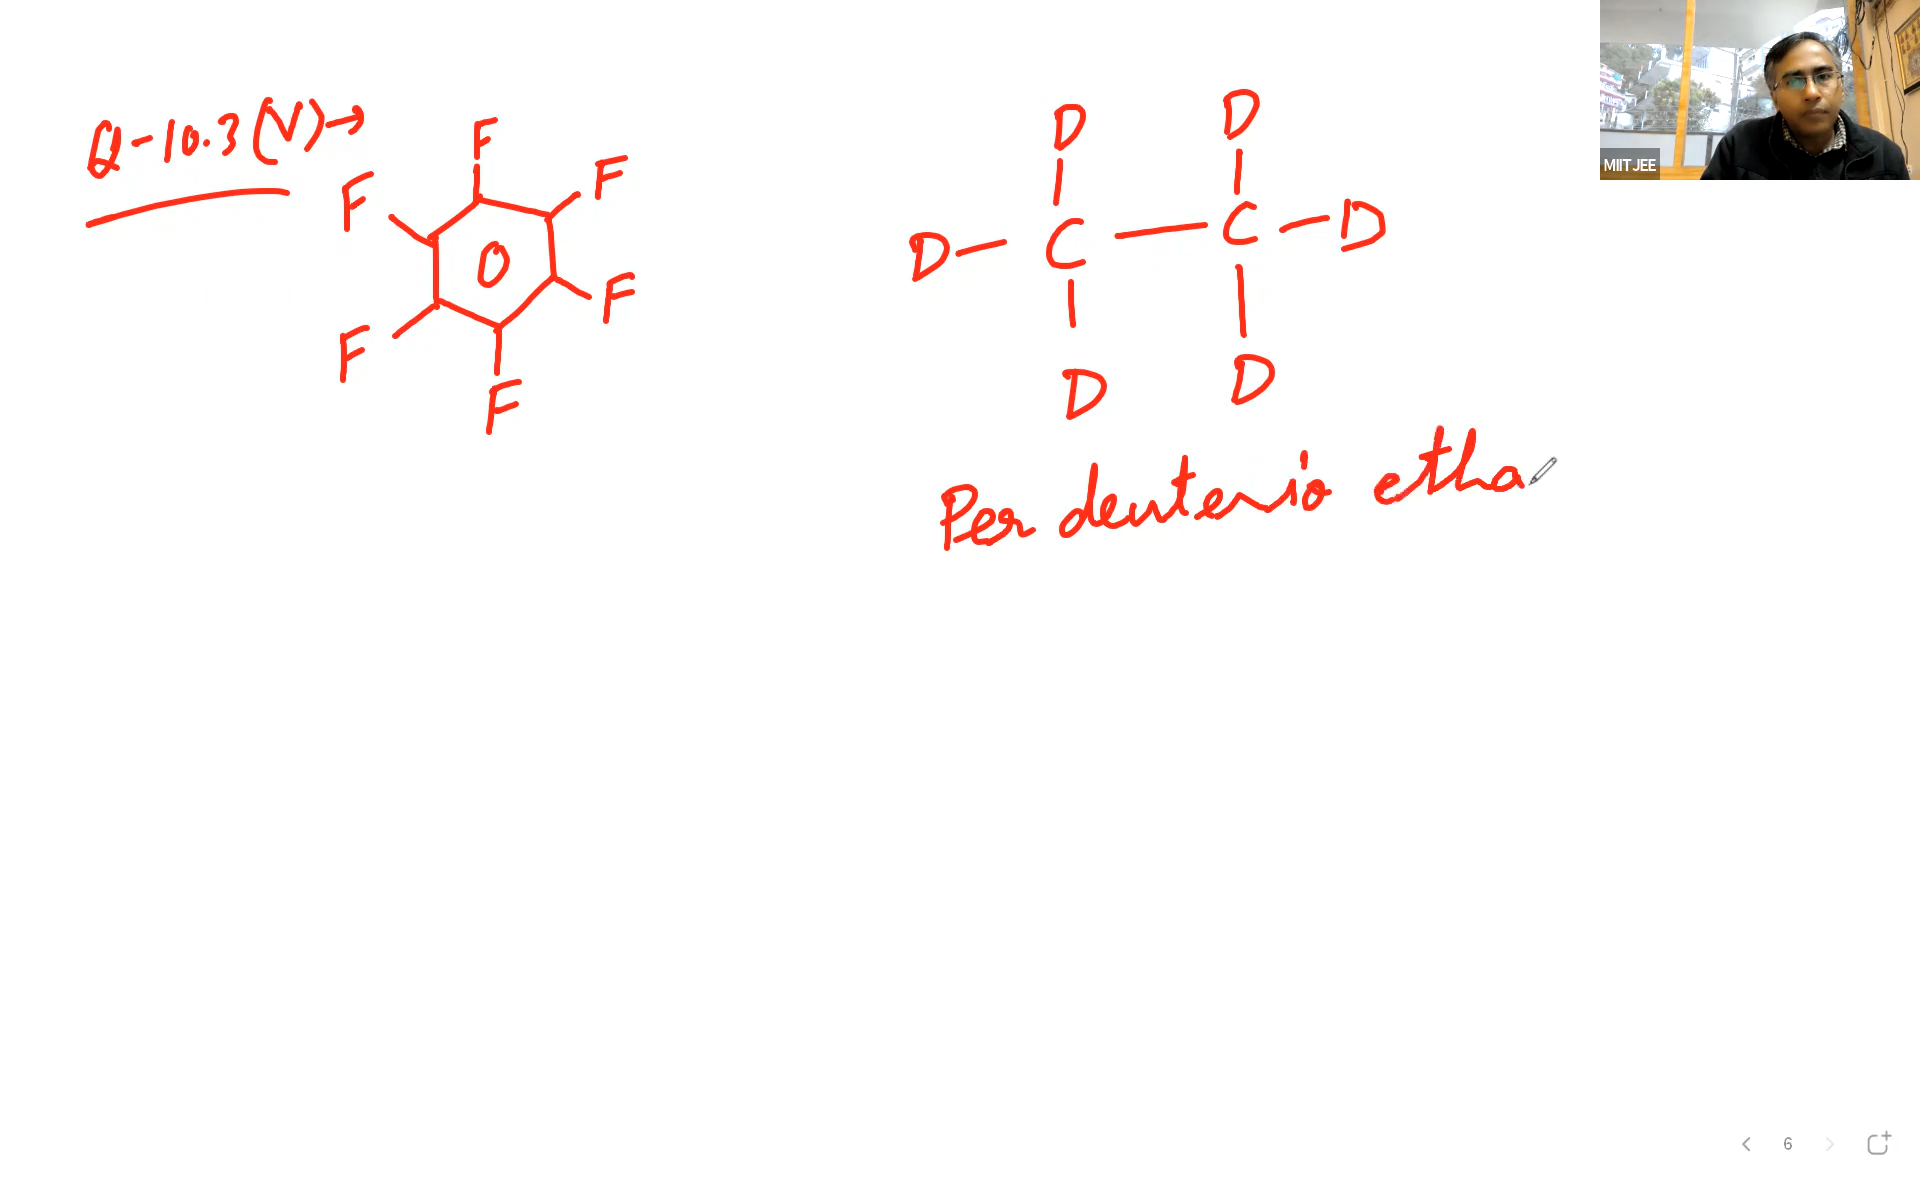 Q-10.3 (V) →
F
F
F
F
F
F
D
D
D - C - C - D
D
D
Per deuterio etha
MIIT JEE
6